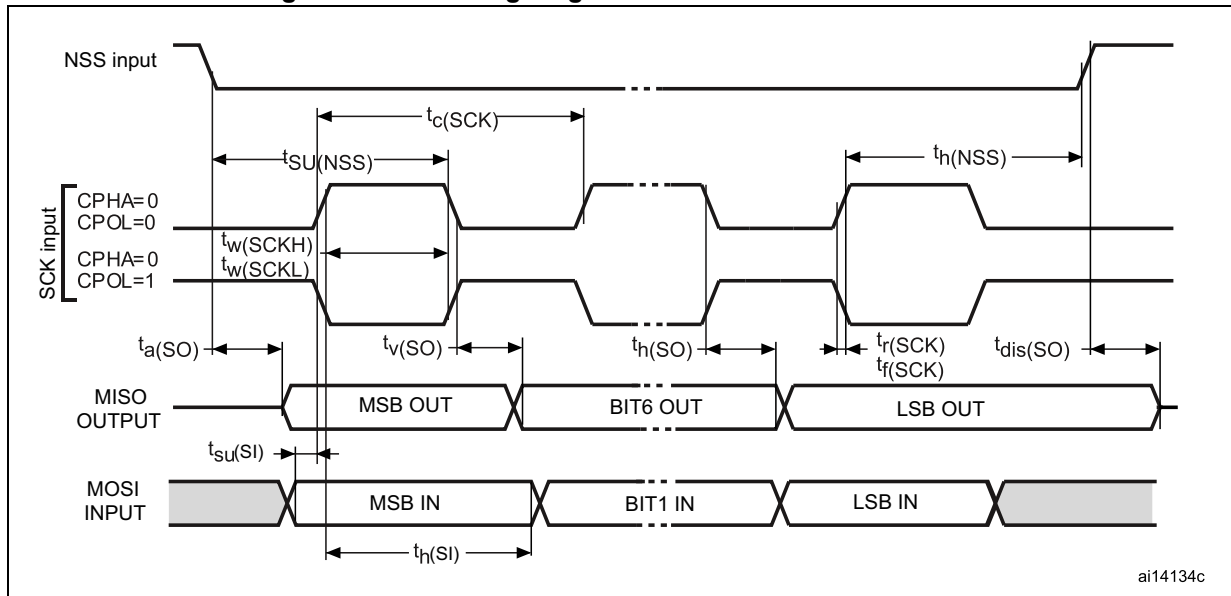 NSS input
tc(SCK)
tSU(NSS)
th(NSS)
SCK input
CPHA=0
CPOL=0
tw(SCKH)
CPHA=0
tw(SCKL)
CPOL=1
ta(SO)
tv(SO)
th(SO)
tr(SCK)
tf(SCK)
tdis(SO)
MISO
OUTPUT
MSB OUT
BIT6 OUT
LSB OUT
tsu(SI)
MOSI
INPUT
MSB IN
BIT1 IN
LSB IN
th(SI)
ai14134c